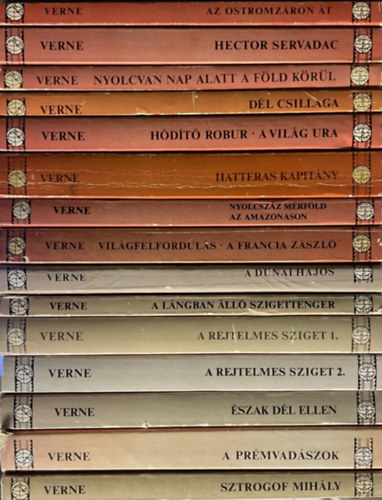 VERNE AZ OSTROMZÁRON ÁT
VERNE HECTOR SERVADAC
VERNE NYOLCVAN NAP ALATT A FÖLD KÖRÜL
VERNE DÉL CSILLAGA
VERNE HÓDÍTÓ ROBUR · A VILÁG URA
VERNE HATTERAS KAPITÁNY
VERNE NYOLCSZÁZ MÉRFÖLD
AZ AMAZONASON
VERNE VILÁGFELFORDULÁS · A FRANCIA ZÁSZLÓ
VERNE A DUNAI HAJÓS
VERNE A LÁNGBAN ÁLLÓ SZIGETTENGER
VERNE A REJTELMES SZIGET 1.
VERNE A REJTELMES SZIGET 2.
VERNE ÉSZAK DÉL ELLEN
VERNE A PRÉMVADÁSZOK
VERNE SZTROGOF MIHÁLY